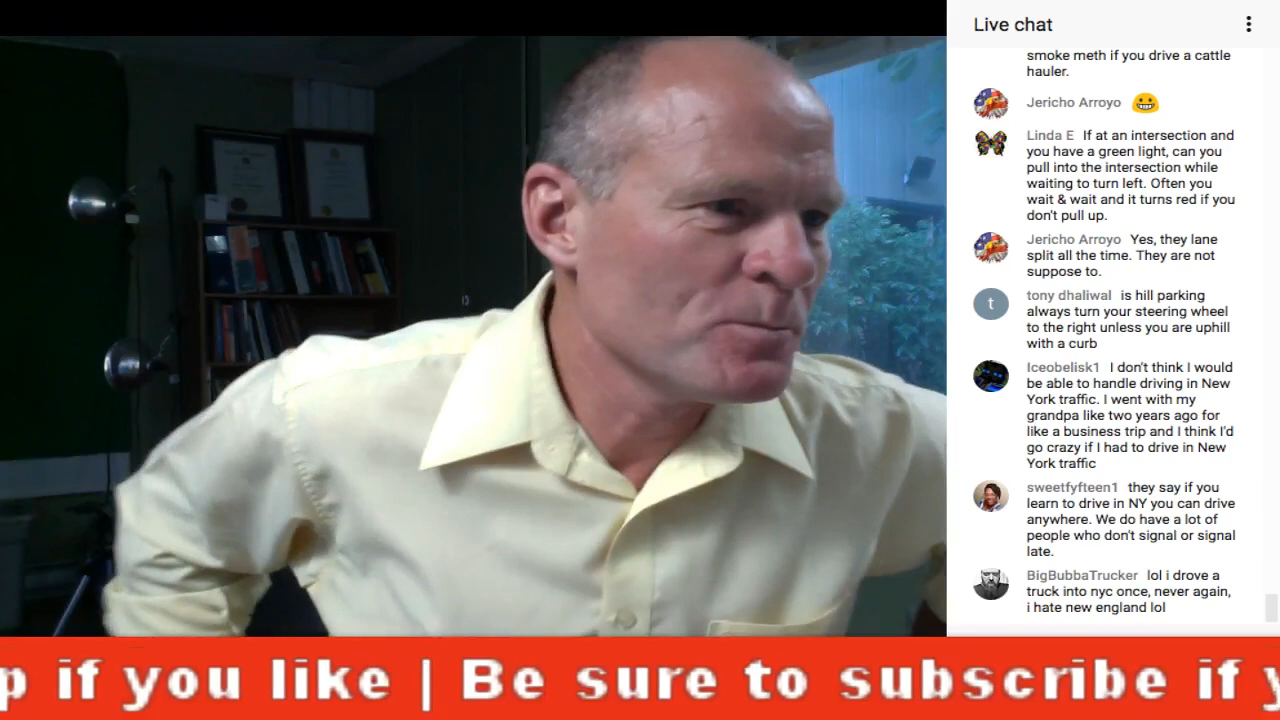 Live chat
smoke meth if you drive a cattle
hauler.
Jericho Arroyo
Linda E If at an intersection and
you have a green light, can you
pull into the intersection while
waiting to turn left. Often you
wait & wait and it turns red if you
don't pull up.
Jericho Arroyo Yes, they lane
split all the time. They are not
suppose to.
t
tony dhaliwal is hill parking
always turn your steering wheel
to the right unless you are uphill
with a curb
Iceobelisk1 I don't think I would
be able to handle driving in New
York traffic. I went with my
grandpa like two years ago for
like a business trip and I think I'd
go crazy if I had to drive in New
York traffic
sweetfyfteen1 they say if you
learn to drive in NY you can drive
anywhere. We do have a lot of
people who don't signal or signal
late.
BigBubbaTrucker lol i drove a
truck into nyc once, never again,
i hate new england lol
p if you like | Be sure to subscribe if y